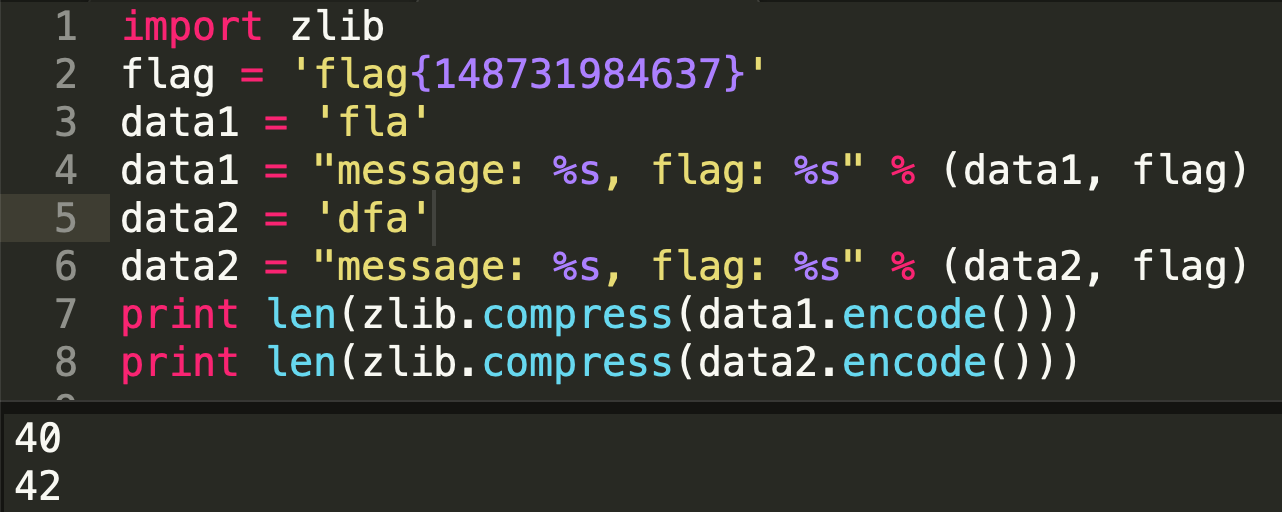 1 import zlib
2 flag = 'flag{148731984637}'
3 data1 = 'fla'
4 data1 = "message: %s, flag: %s" % (data1, flag)
5 data2 = 'dfa'
6 data2 = "message: %s, flag: %s" % (data2, flag)
7 print len(zlib.compress(data1.encode()))
8 print len(zlib.compress(data2.encode()))
40
42